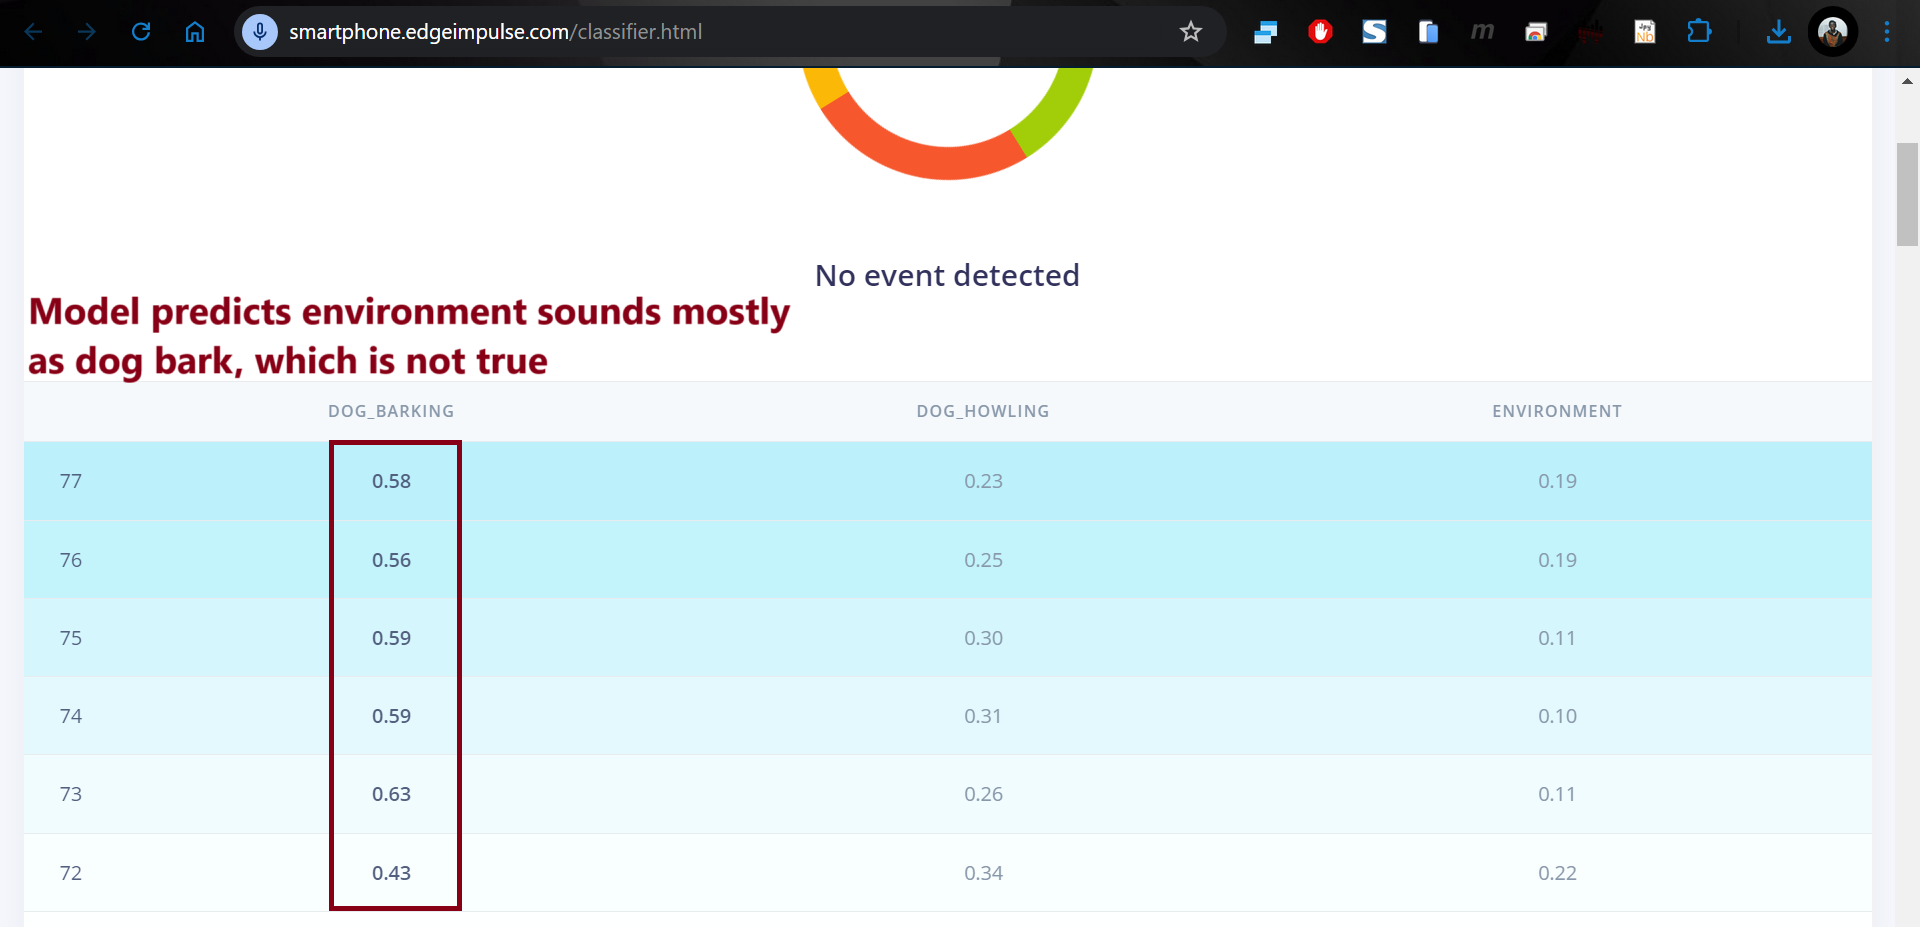 smartphone.edgeimpulse.com/classifier.html
No event detected
Model predicts environment sounds mostly
as dog bark, which is not true
DOG_BARKING DOG_HOWLING ENVIRONMENT
77 0.58 0.23 0.19
76 0.56 0.25 0.19
75 0.59 0.30 0.11
74 0.59 0.31 0.10
73 0.63 0.26 0.11
72 0.43 0.34 0.22